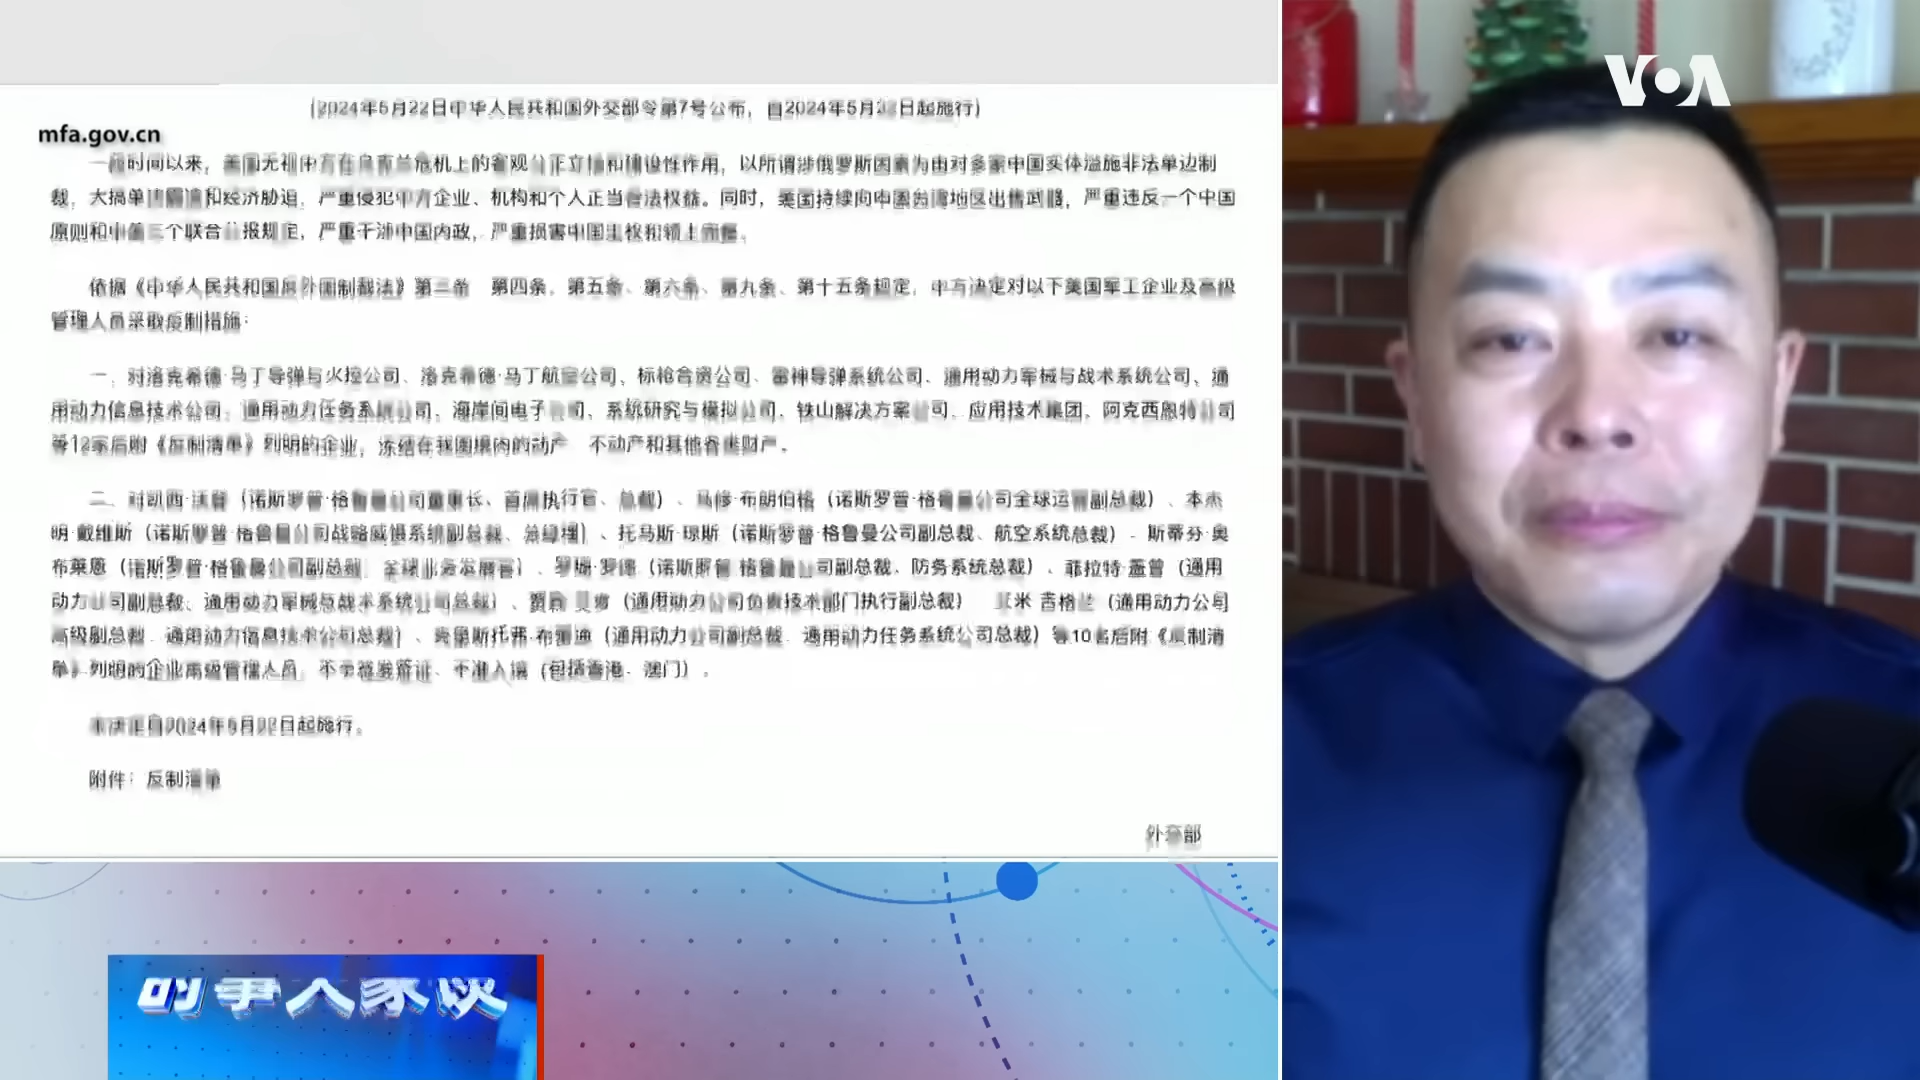 VOA
(2024年5月22日中华人民共和国外交部令第7号公布，自2024年5月22日起施行)
mfa.gov.cn
一段时间以来，美国无视中方在乌克兰危机上的客观公正立场和建设性作用，以所谓涉俄罗斯因素为由对多家中国实体滥施非法单边制
裁，大搞单边霸凌和经济胁迫，严重侵犯中方企业、机构和个人正当合法权益。同时，美国持续向中国台湾地区出售武器，严重违反一个中国
原则和中美三个联合公报规定，严重干涉中国内政，严重损害中国主权和领土完整。
依据《中华人民共和国反外国制裁法》第三条、第四条、第五条、第六条、第九条、第十五条规定，中方决定对以下美国军工企业及高级
管理人员采取反制措施：
一、对洛克希德·马丁导弹与火控公司、洛克希德·马丁航空公司、标枪合资公司、雷神导弹系统公司、通用动力军械与战术系统公司、通
用动力信息技术公司、通用动力任务系统公司、海岸间电子公司、系统研究与模拟公司、铁山解决方案公司、应用技术集团、阿克西恩特公司
等12家后附《反制清单》列明的企业，冻结在我国境内的动产、不动产和其他各类财产。
二、对凯西·沃登（诺斯罗普·格鲁曼公司董事长、首席执行官、总裁）、马修·布朗伯格（诺斯罗普·格鲁曼公司全球运营副总裁）、本杰
明·戴维斯（诺斯罗普·格鲁曼公司战略威慑系统副总裁、总经理）、托马斯·琼斯（诺斯罗普·格鲁曼公司副总裁、航空系统总裁）、斯蒂芬·奥
布莱恩（诺斯罗普·格鲁曼公司副总裁、全球业务发展官）、罗姆·罗德（诺斯罗普·格鲁曼公司副总裁、防务系统总裁）、菲拉特·盖普（通用
动力公司副总裁、通用动力军械与战术系统公司总裁）、贾森·艾肯（通用动力公司负责技术部门执行副总裁）、艾米·吉格兰（通用动力公司
高级副总裁、通用动力信息技术公司总裁）、克里斯托弗·布雷迪（通用动力公司副总裁、通用动力任务系统公司总裁）等10名后附《反制清
单》列明的企业高级管理人员，不予签发签证、不准入境（包括香港、澳门）。
本决定自2024年5月22日起施行。
附件：反制清单
外交部
时事大家谈